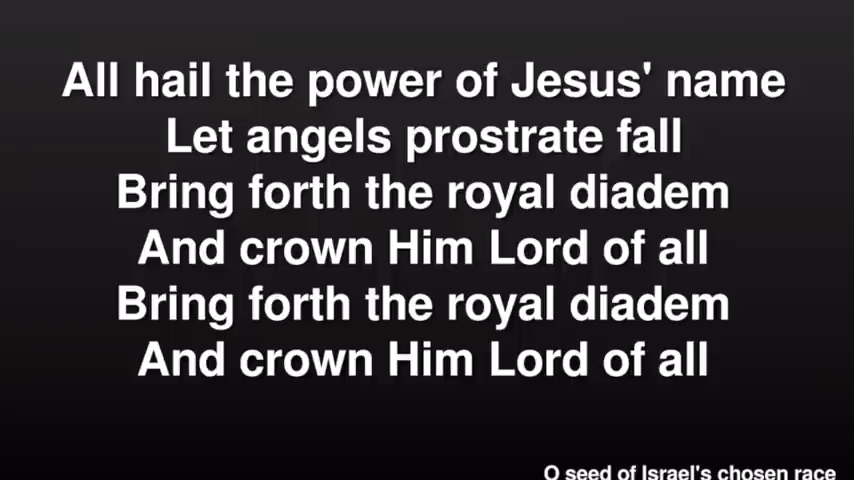 All hail the power of Jesus' name
Let angels prostrate fall
Bring forth the royal diadem
And crown Him Lord of all
Bring forth the royal diadem
And crown Him Lord of all
O seed of Israel's chosen race